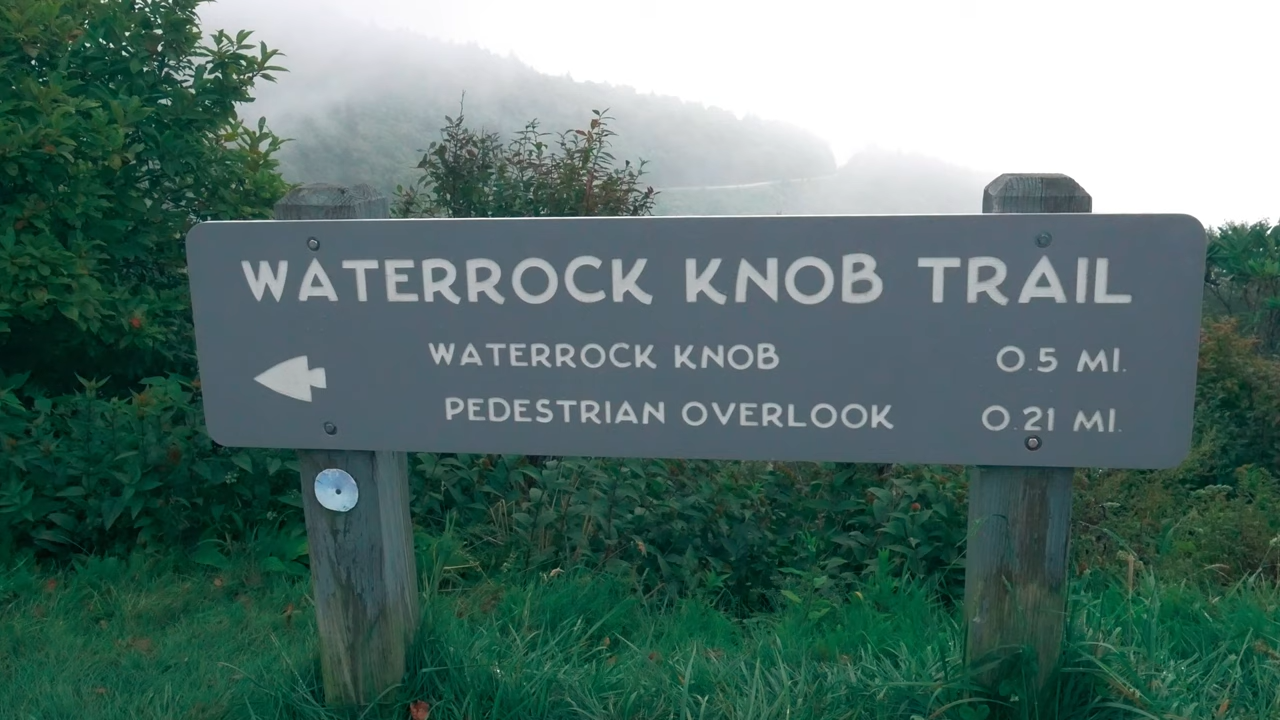 WATERROCK KNOB TRAIL
WATERROCK KNOB 0.5 MI.
PEDESTRIAN OVERLOOK 0.21 MI.